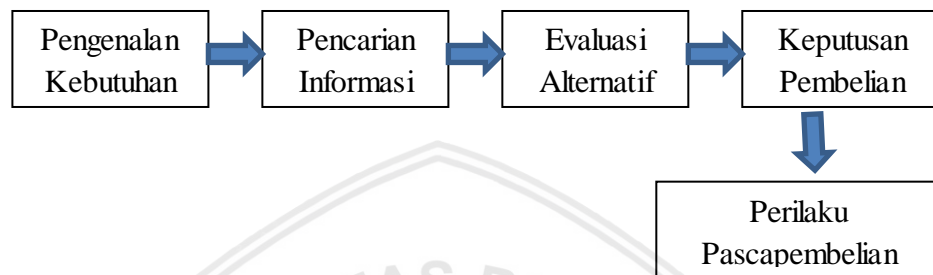 Pengenalan
Kebutuhan
Pencarian
Informasi
Evaluasi
Alternatif
Keputusan
Pembelian
Perilaku
Pascapembelian